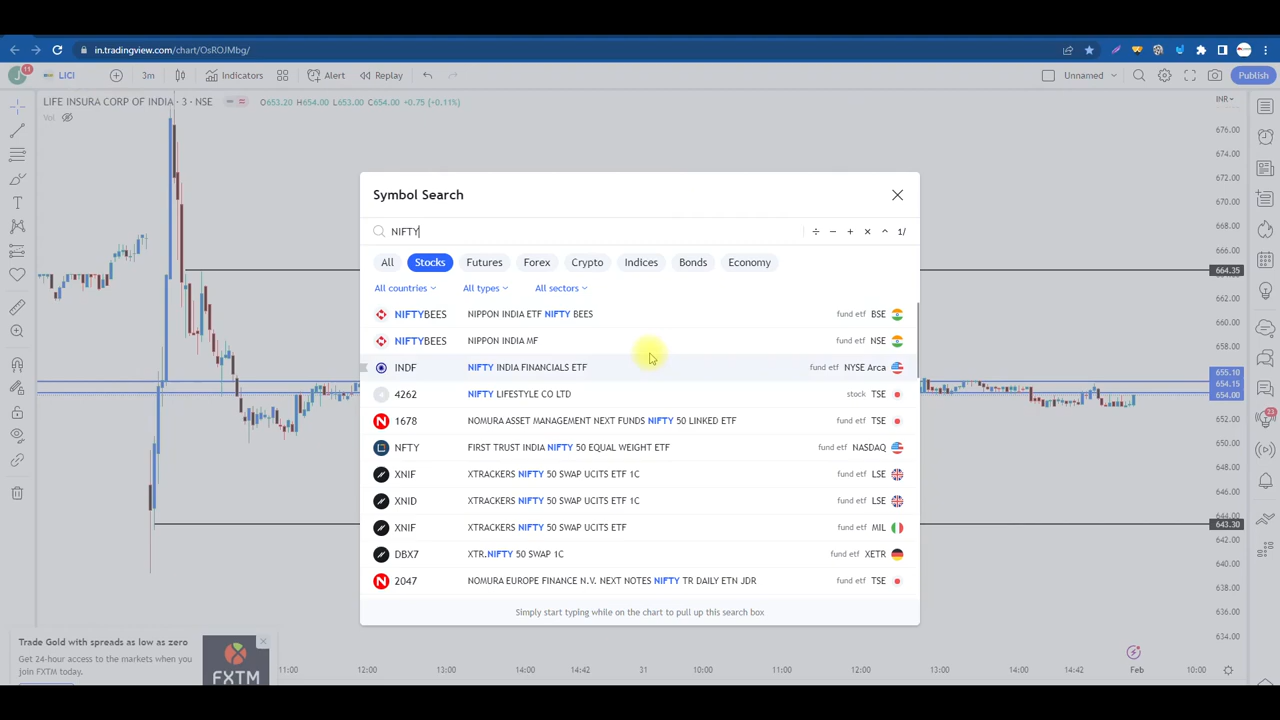 in.tradingview.com/chart/OsROJMbg/
J 11 LICI 3m Indicators Alert Replay Unnamed Publish
LIFE INSURA CORP OF INDIA · 3 · NSE O653.20 H654.00 L653.00 C654.00 +0.75 (+0.11%) INR
Vol
676.00
674.00
672.00
670.00
668.00
666.00
664.35
662.00
660.00
658.00
655.10
654.15
654.00
652.00
650.00
648.00
646.00
643.30
640.00
638.00
636.00
634.00
Symbol Search
NIFTY ÷ − + × ^ 1/
All Stocks Futures Forex Crypto Indices Bonds Economy
All countries All types All sectors
NIFTYBEES NIPPON INDIA ETF NIFTY BEES fund etf BSE
NIFTYBEES NIPPON INDIA MF fund etf NSE
INDF NIFTY INDIA FINANCIALS ETF fund etf NYSE Arca
4262 NIFTY LIFESTYLE CO LTD stock TSE
1678 NOMURA ASSET MANAGEMENT NEXT FUNDS NIFTY 50 LINKED ETF fund etf TSE
NFTY FIRST TRUST INDIA NIFTY 50 EQUAL WEIGHT ETF fund etf NASDAQ
XNIF XTRACKERS NIFTY 50 SWAP UCITS ETF 1C fund etf LSE
XNID XTRACKERS NIFTY 50 SWAP UCITS ETF 1C fund etf LSE
XNIF XTRACKERS NIFTY 50 SWAP UCITS ETF fund etf MIL
DBX7 XTR.NIFTY 50 SWAP 1C fund etf XETR
2047 NOMURA EUROPE FINANCE N.V. NEXT NOTES NIFTY TR DAILY ETN JDR fund etf TSE
Simply start typing while on the chart to pull up this search box
23
Trade Gold with spreads as low as zero
Get 24-hour access to the markets when you
join FXTM today.
FXTM
11:00 12:00 13:00 14:00 14:42 31 10:00 11:00 12:00 13:00 14:00 14:42 Feb 10:00